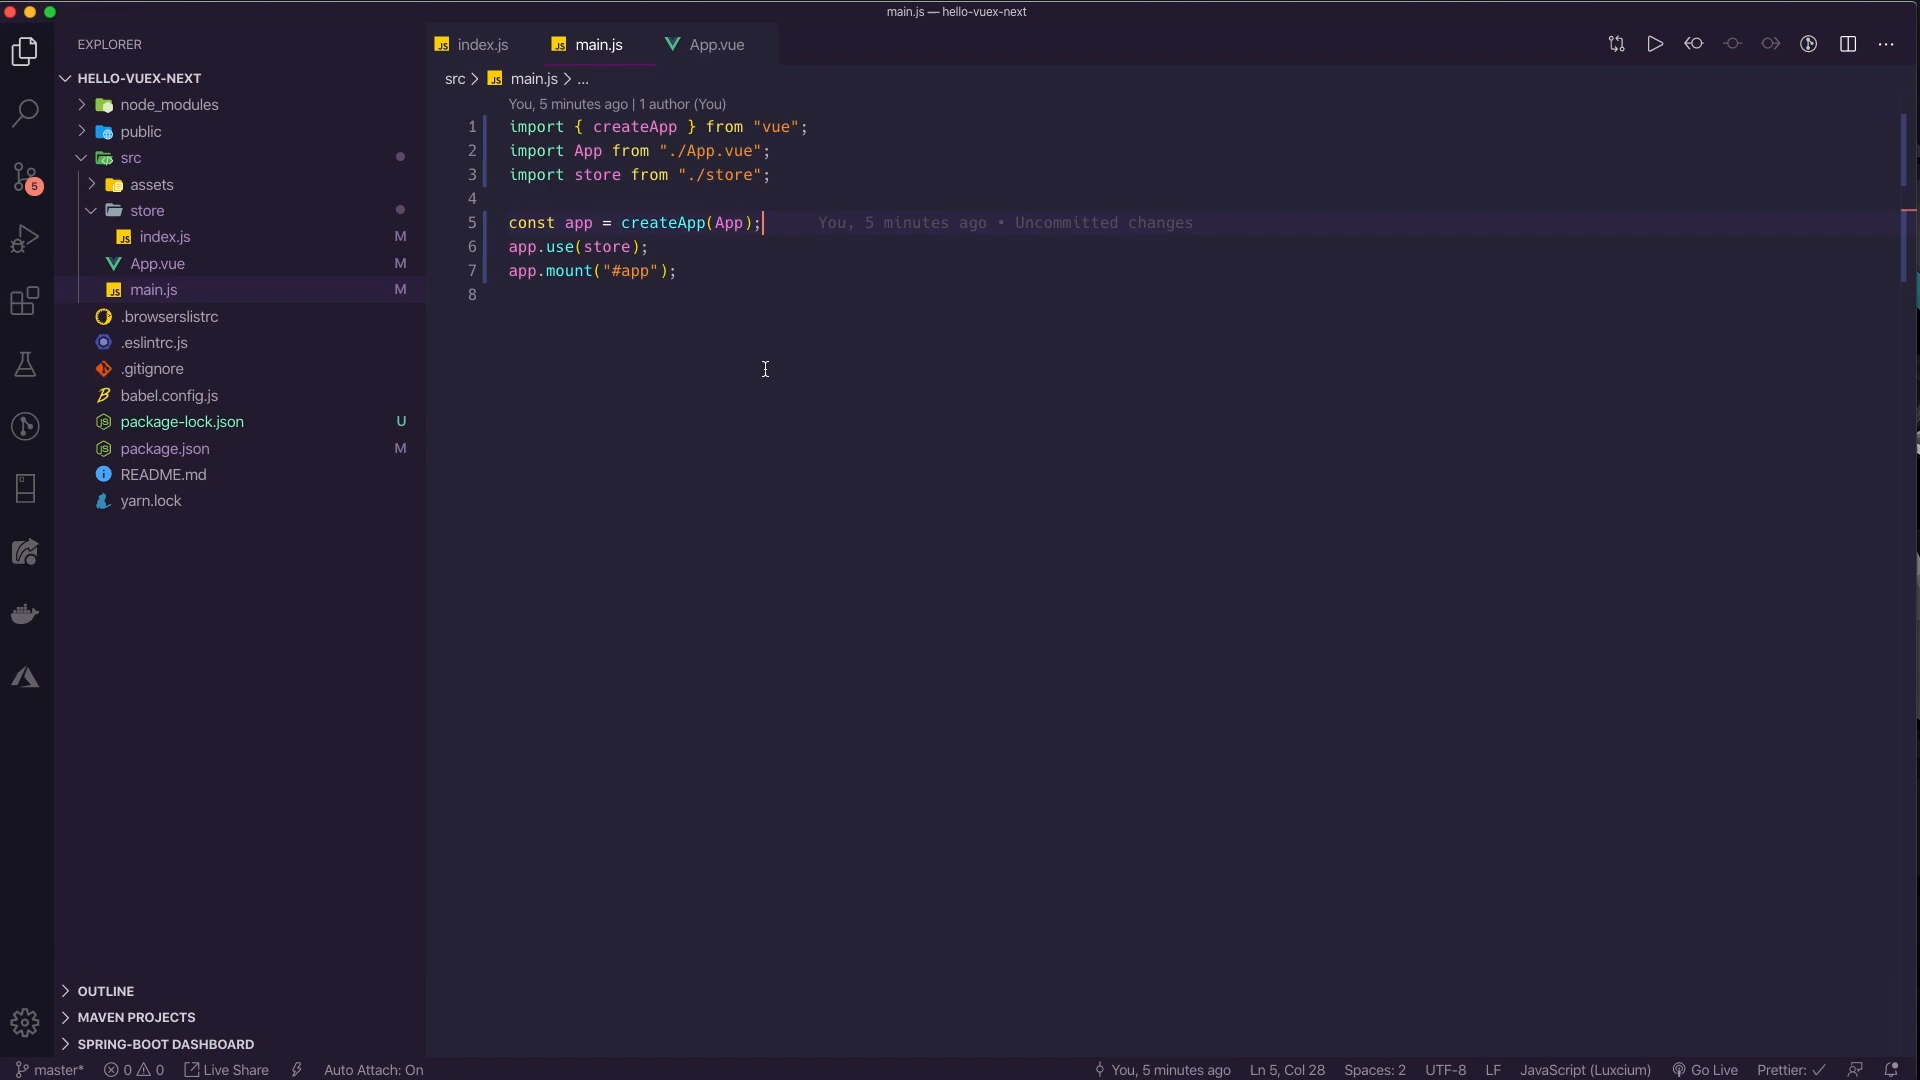 main.js — hello-vuex-next
EXPLORER
HELLO-VUEX-NEXT
node_modules
public
src
assets
store
index.js M
App.vue M
main.js M
.browserslistrc
.eslintrc.js
.gitignore
babel.config.js
package-lock.json U
package.json M
README.md
yarn.lock
OUTLINE
MAVEN PROJECTS
SPRING-BOOT DASHBOARD
5
JS index.js JS main.js App.vue
src > JS main.js > ...
You, 5 minutes ago | 1 author (You)
1 import { createApp } from "vue";
2 import App from "./App.vue";
3 import store from "./store";
4
5 const app = createApp(App); You, 5 minutes ago • Uncommitted changes
6 app.use(store);
7 app.mount("#app");
8
master* 0 0 Live Share Auto Attach: On You, 5 minutes ago Ln 5, Col 28 Spaces: 2 UTF-8 LF JavaScript (Luxcium) Go Live Prettier: ✓